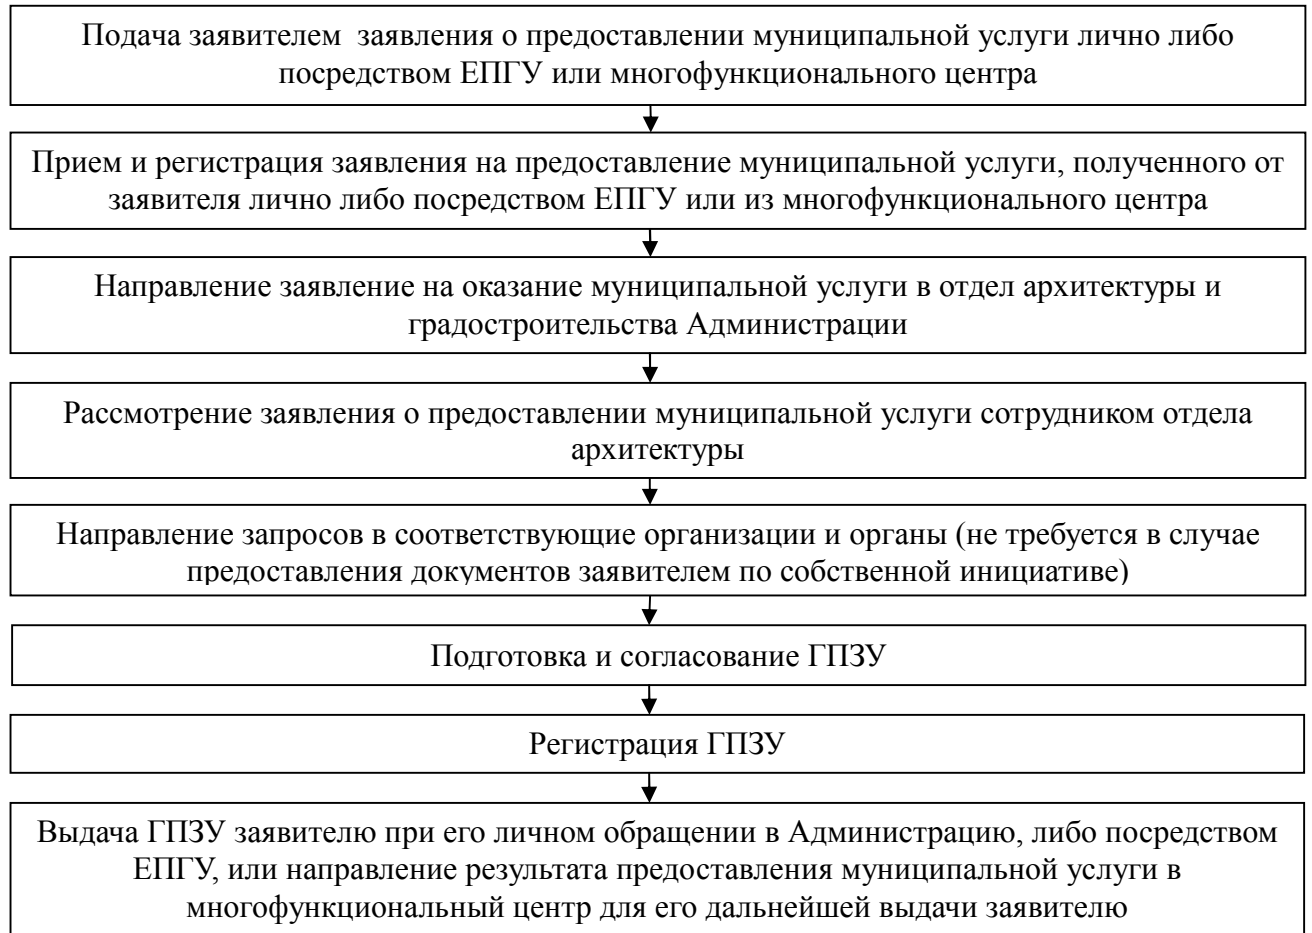 Подача заявителем заявления о предоставлении муниципальной услуги лично либо
посредством ЕПГУ или многофункционального центра
Прием и регистрация заявления на предоставление муниципальной услуги, полученного от
заявителя лично либо посредством ЕПГУ или из многофункционального центра
Направление заявление на оказание муниципальной услуги в отдел архитектуры и
градостроительства Администрации
Рассмотрение заявления о предоставлении муниципальной услуги сотрудником отдела
архитектуры
Направление запросов в соответствующие организации и органы (не требуется в случае
предоставления документов заявителем по собственной инициативе)
Подготовка и согласование ГПЗУ
Регистрация ГПЗУ
Выдача ГПЗУ заявителю при его личном обращении в Администрацию, либо посредством
ЕПГУ, или направление результата предоставления муниципальной услуги в
многофункциональный центр для его дальнейшей выдачи заявителю